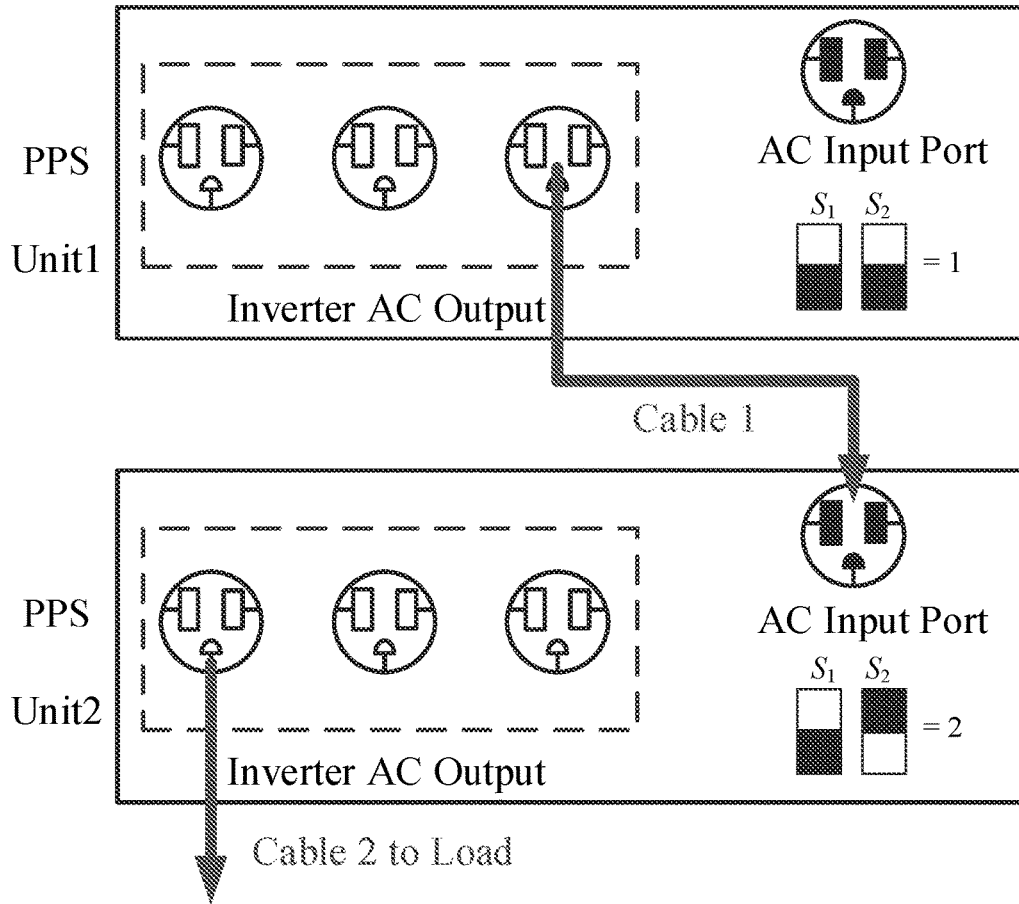 PPS
Unit1
AC Input Port
S1 S2
= 1
Inverter AC Output
Cable 1
PPS
Unit2
AC Input Port
S1 S2
= 2
Inverter AC Output
Cable 2 to Load